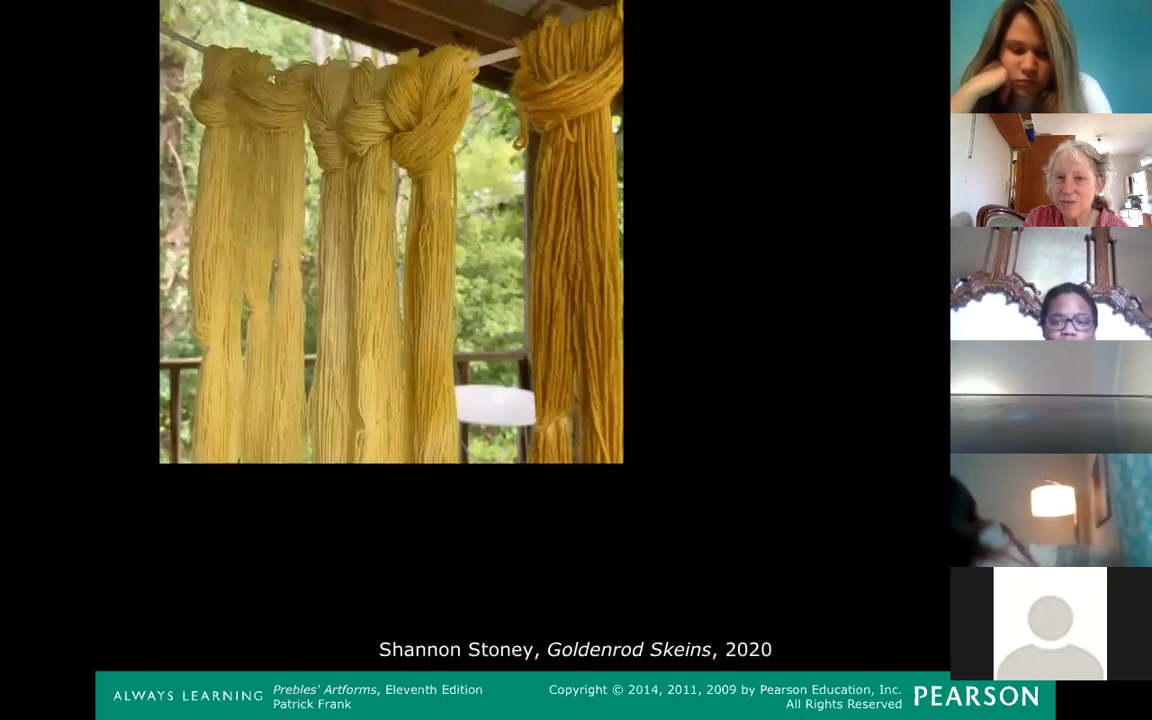 Shannon Stoney, Goldenrod Skeins, 2020
ALWAYS LEARNING
Prebles' Artforms, Eleventh Edition
Patrick Frank
Copyright © 2014, 2011, 2009 by Pearson Education, Inc.
All Rights Reserved
PEARSON